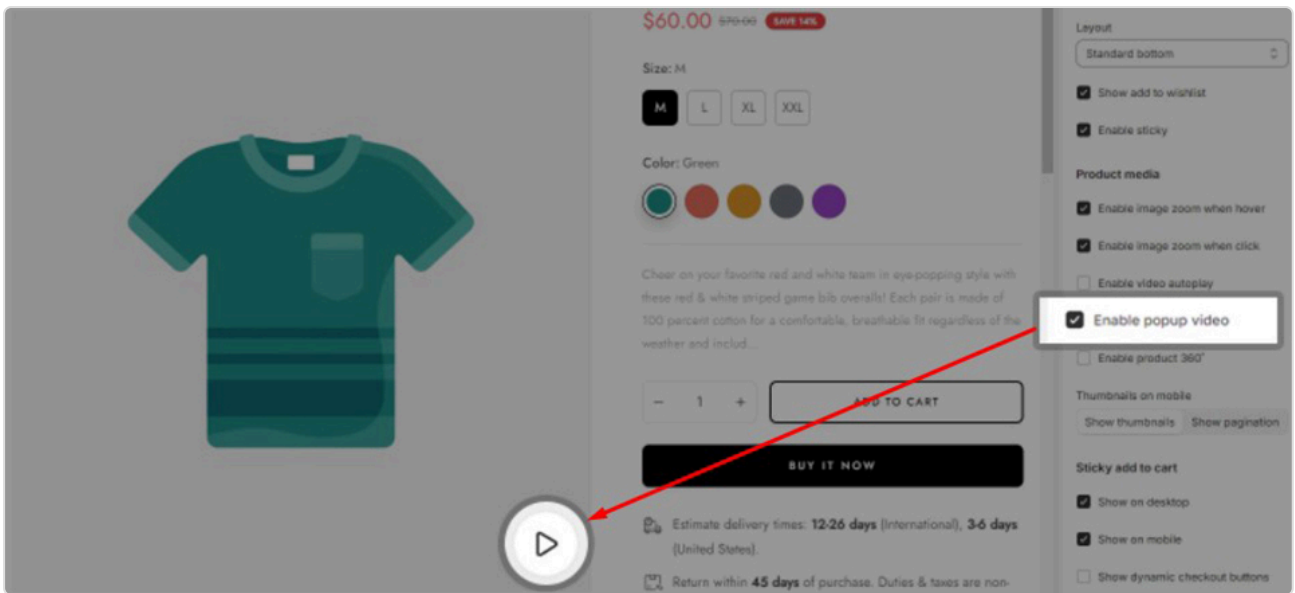 $60.00 $70.00 SAVE 14%
Size: M
M L XL XXL
Color: Green
Cheer on your favorite red and white team in eye-popping style with
these red & white striped game bib overalls! Each pair is made of
100 percent cotton for a comfortable, breathable fit regardless of the
weather and includ...
− 1 + ADD TO CART
BUY IT NOW
Estimate delivery times: 12-26 days (International), 3-6 days
(United States).
Return within 45 days of purchase. Duties & taxes are non-
Layout
Standard bottom
Show add to wishlist
Enable sticky
Product media
Enable image zoom when hover
Enable image zoom when click
Enable video autoplay
Enable popup video
Enable product 360°
Thumbnails on mobile
Show thumbnails Show pagination
Sticky add to cart
Show on desktop
Show on mobile
Show dynamic checkout buttons